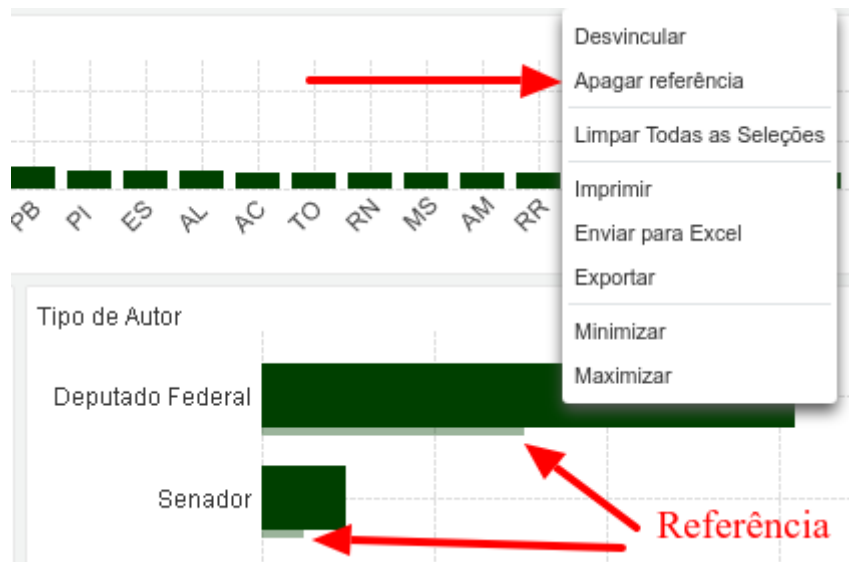 Desvincular
Apagar referência
Limpar Todas as Seleções
Imprimir
Enviar para Excel
Exportar
Minimizar
Maximizar
PB
PI
ES
AL
AC
TO
RN
MS
AM
RR
Tipo de Autor
Deputado Federal
Senador
Referência